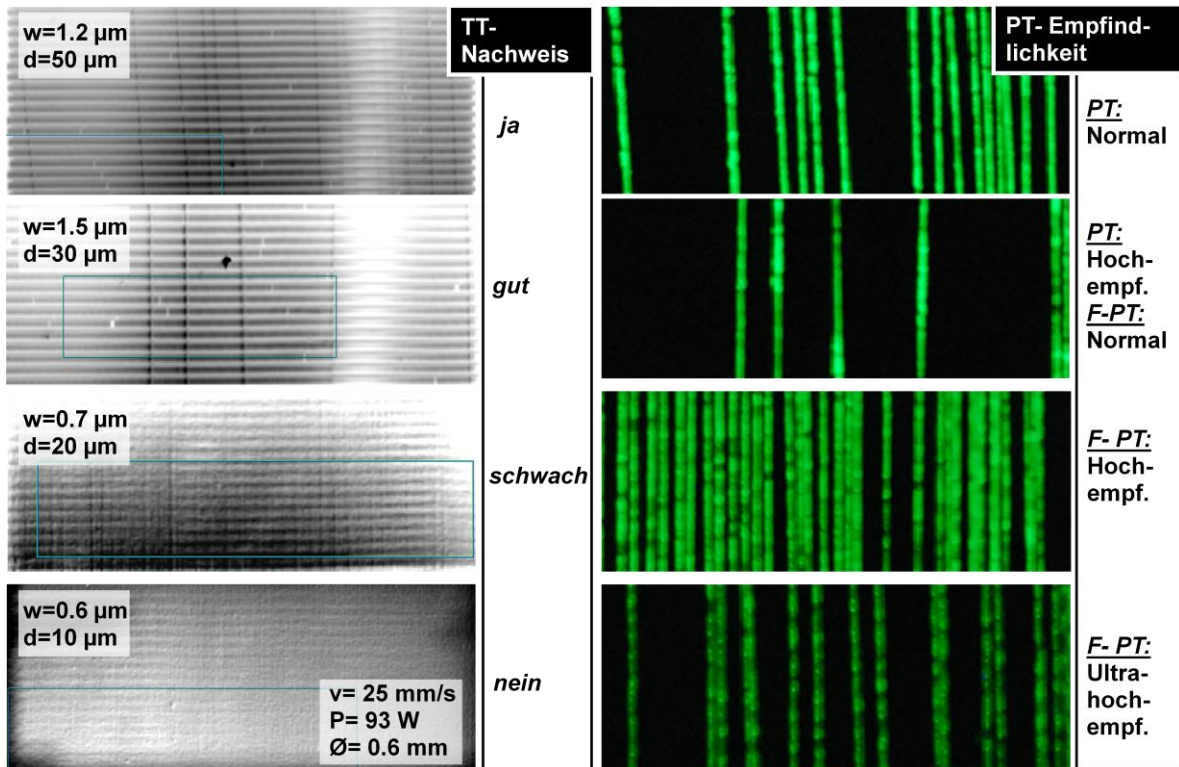 w=1.2 µm
d=50 µm
TT-
Nachweis
ja
PT- Empfind-
lichkeit
PT:
Normal
w=1.5 µm
d=30 µm
gut
PT:
Hoch-
empf.
F-PT:
Normal
w=0.7 µm
d=20 µm
schwach
F- PT:
Hoch-
empf.
w=0.6 µm
d=10 µm
v= 25 mm/s
P= 93 W
Ø= 0.6 mm
nein
F- PT:
Ultra-
hoch-
empf.